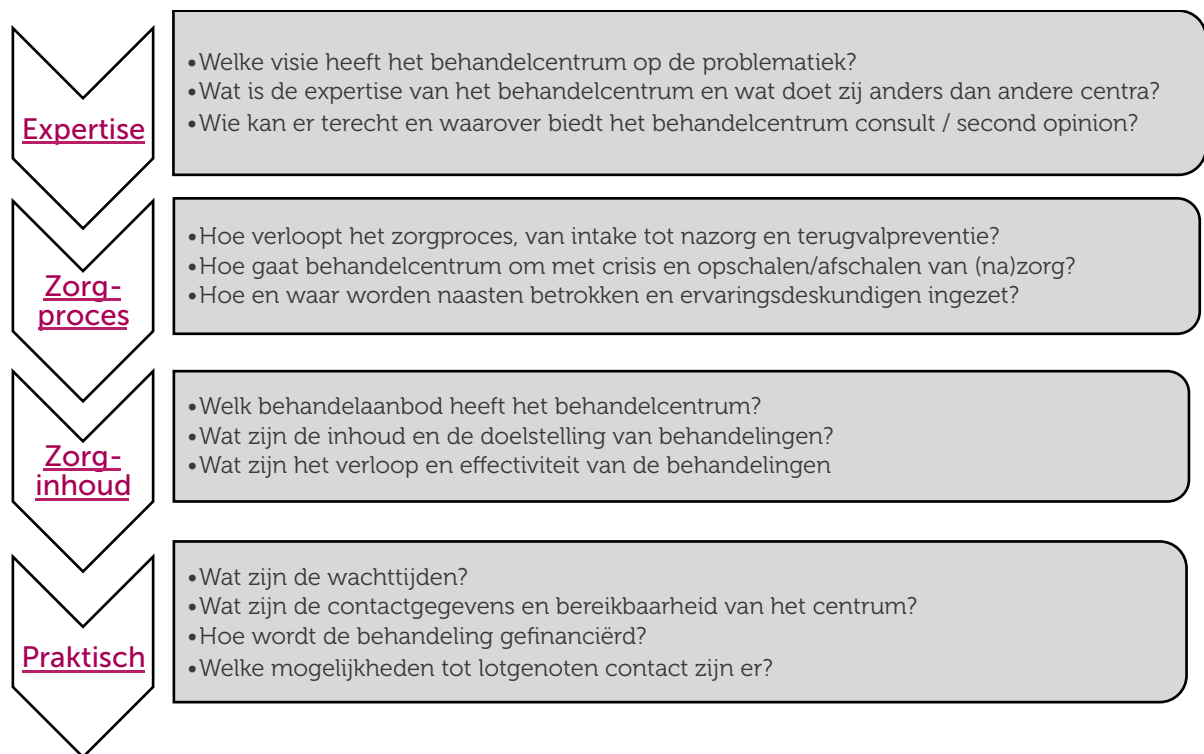 Expertise
•Welke visie heeft het behandelcentrum op de problematiek?
•Wat is de expertise van het behandelcentrum en wat doet zij anders dan andere centra?
•Wie kan er terecht en waarover biedt het behandelcentrum consult / second opinion?
Zorg-
proces
•Hoe verloopt het zorgproces, van intake tot nazorg en terugvalpreventie?
•Hoe gaat behandelcentrum om met crisis en opschalen/afschalen van (na)zorg?
•Hoe en waar worden naasten betrokken en ervaringsdeskundigen ingezet?
Zorg-
inhoud
•Welk behandelaanbod heeft het behandelcentrum?
•Wat zijn de inhoud en de doelstelling van behandelingen?
•Wat zijn het verloop en effectiviteit van de behandelingen
Praktisch
•Wat zijn de wachttijden?
•Wat zijn de contactgegevens en bereikbaarheid van het centrum?
•Hoe wordt de behandeling gefinanciërd?
•Welke mogelijkheden tot lotgenoten contact zijn er?